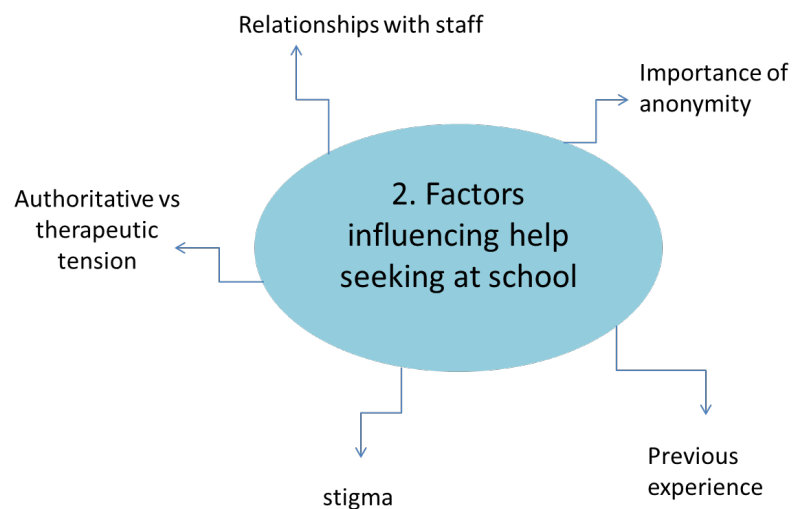 Relationships with staff
Importance of
anonymity
Authoritative vs
therapeutic
tension
2. Factors
influencing help
seeking at school
Previous
experience
stigma